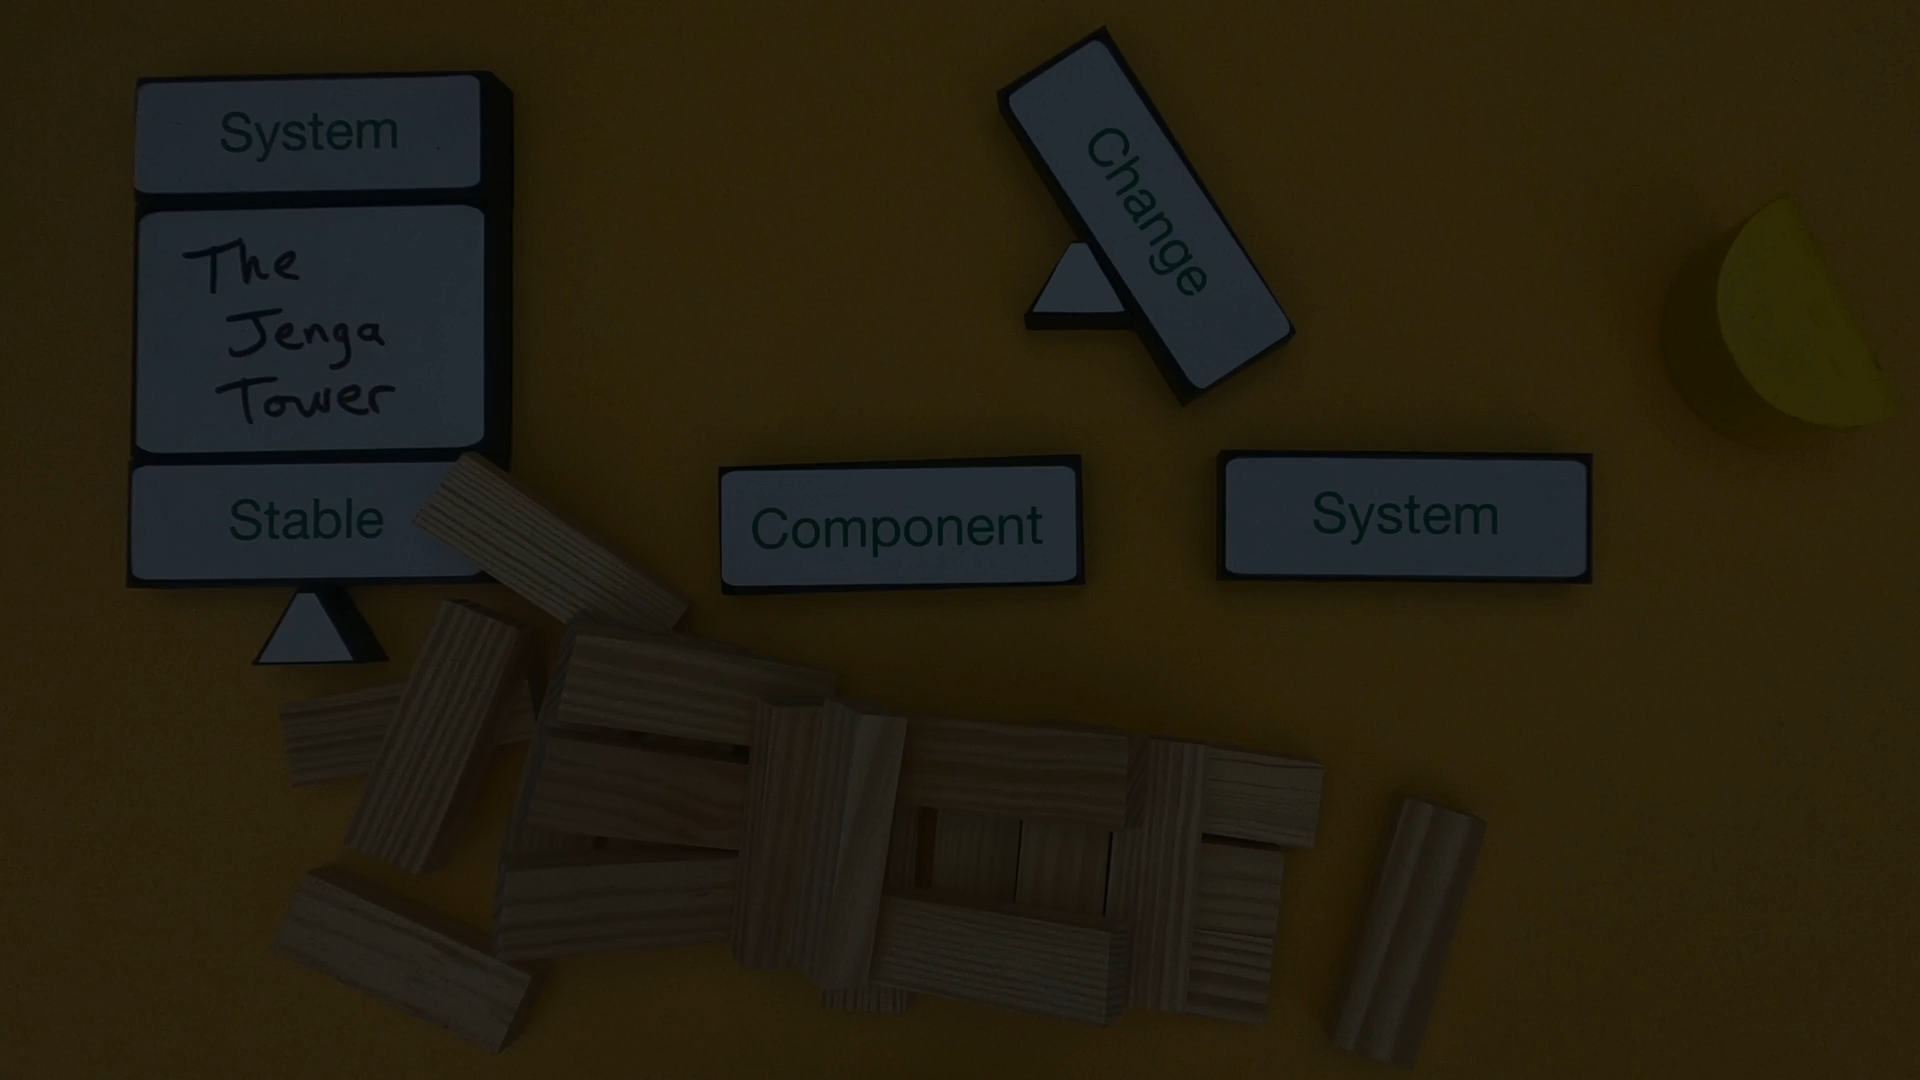 System
The
Jenga
Tower
Stable
Change
Component
System